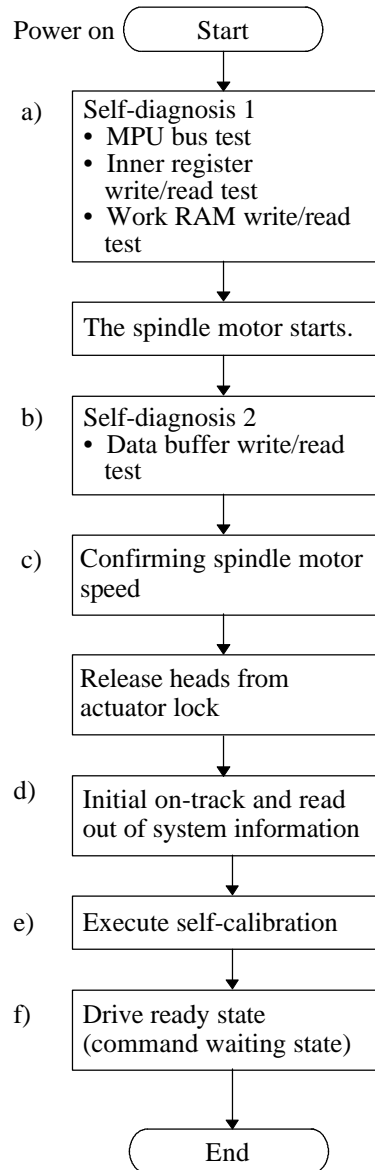 Power on Start
a) Self-diagnosis 1
• MPU bus test
• Inner register
write/read test
• Work RAM write/read
test
The spindle motor starts.
b) Self-diagnosis 2
• Data buffer write/read
test
c) Confirming spindle motor
speed
Release heads from
actuator lock
d) Initial on-track and read
out of system information
e) Execute self-calibration
f) Drive ready state
(command waiting state)
End